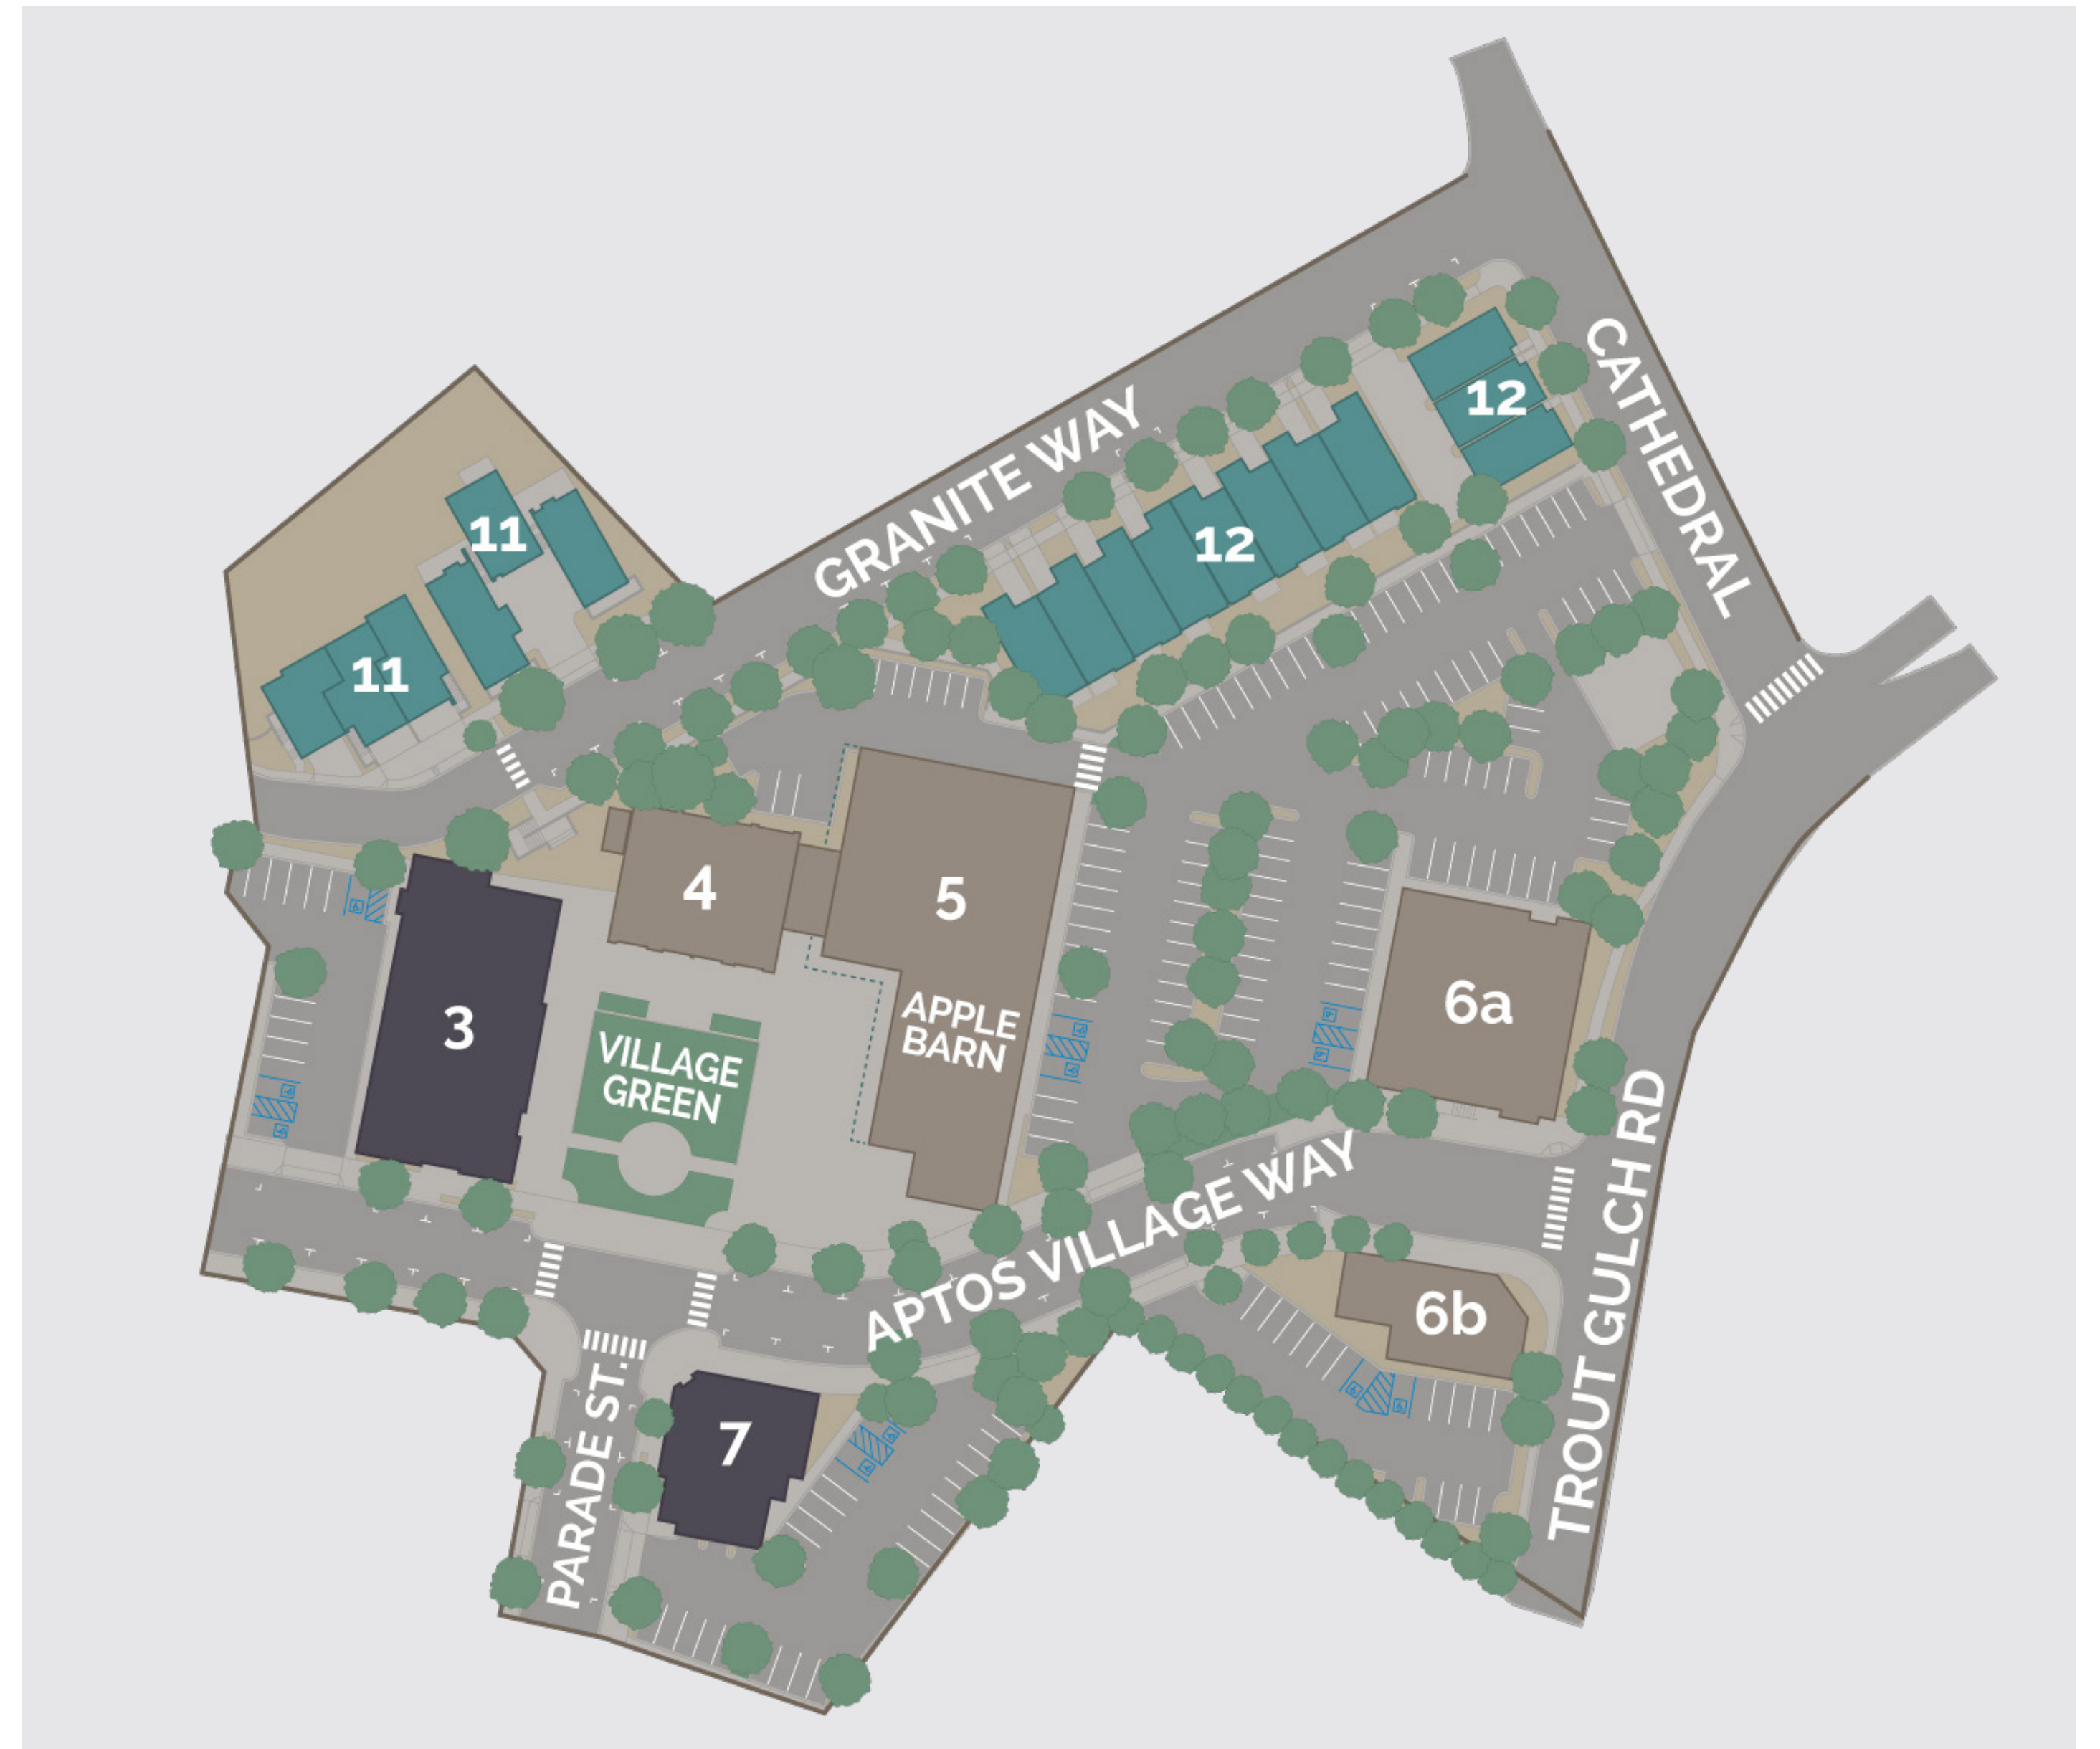 CATHEDRAL
12
GRANITE WAY
12
11
11
4
5
3
6a
APPLE
BARN
VILLAGE
GREEN
APTOS VILLAGE WAY
TROUT GULCH RD
6b
7
PARADE ST.